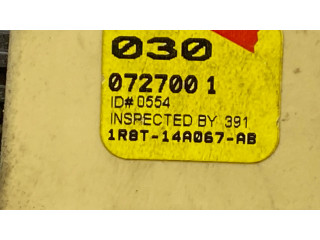 030
072700 1
ID# 0554
INSPECTED BY 391
1R8T-14A067-AB